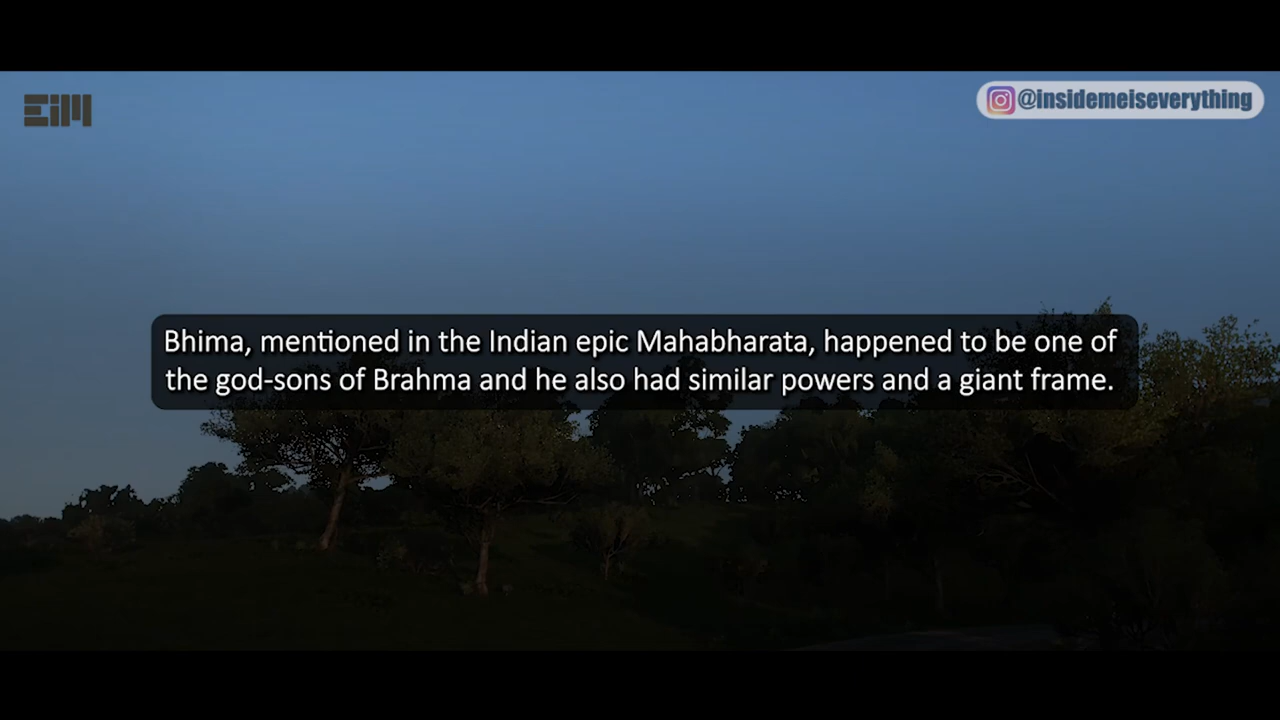 EiM
@insidemeiseverything
Bhima, mentioned in the Indian epic Mahabharata, happened to be one of
the god-sons of Brahma and he also had similar powers and a giant frame.